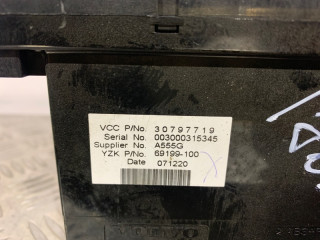 VCC P/No. 30797719
Serial No. 003000315345
Supplier No. A555G
YZK P/No. 69199-100
Date 071220